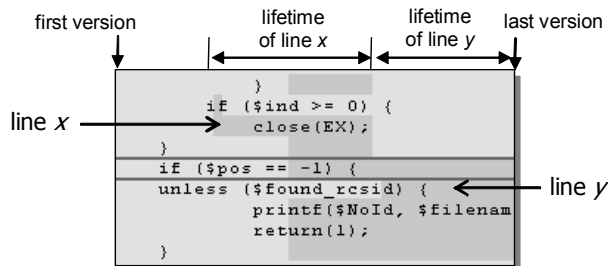 first version
lifetime of line x
lifetime of line y
last version
}
if ($ind >= 0) {
line x
close(EX);
}
if ($pos == -1) {
unless ($found_rcsid) {
line y
printf($NoId, $filenam
return(1);
}